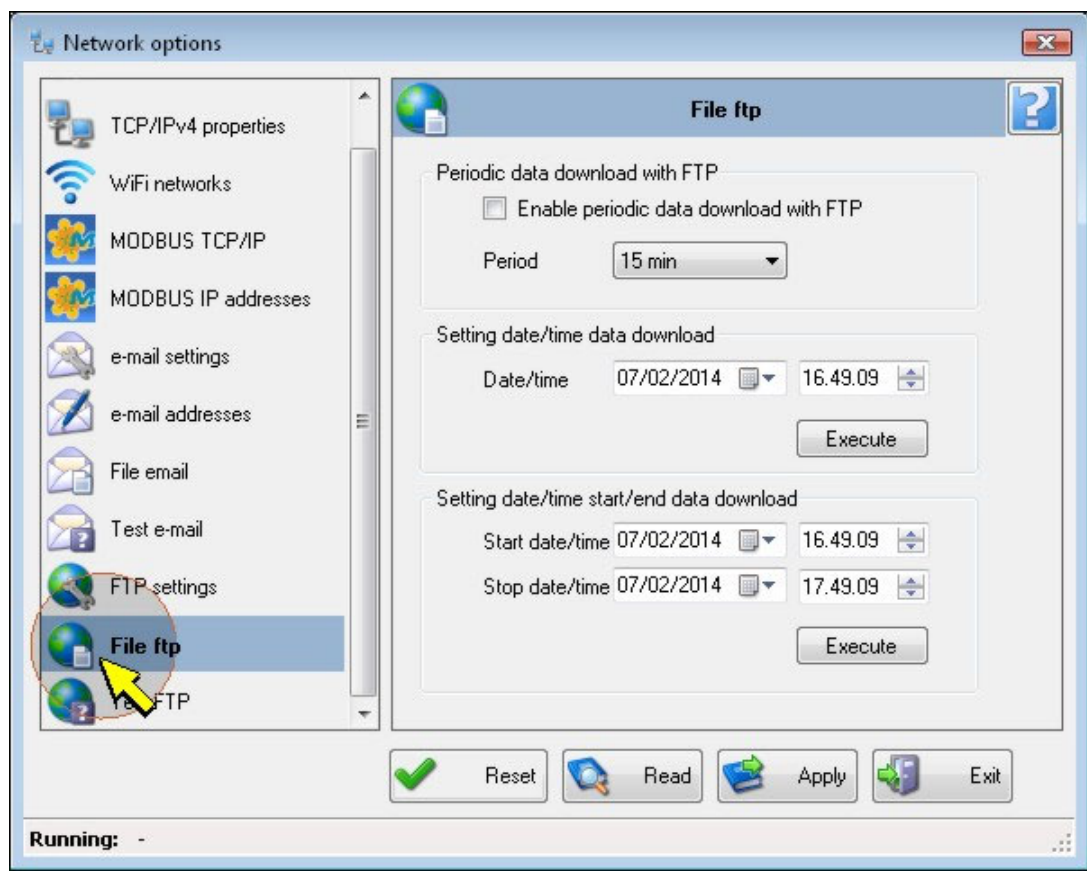 Network options
TCP/IPv4 properties
WiFi networks
MODBUS TCP/IP
MODBUS IP addresses
e-mail settings
e-mail addresses
File email
Test e-mail
FTP settings
File ftp
FTP
File ftp
Periodic data download with FTP
Enable periodic data download with FTP
Period 15 min
Setting date/time data download
Date/time 07/02/2014 16.49.09
Execute
Setting date/time start/end data download
Start date/time 07/02/2014 16.49.09
Stop date/time 07/02/2014 17.49.09
Execute
Reset Read Apply Exit
Running: -